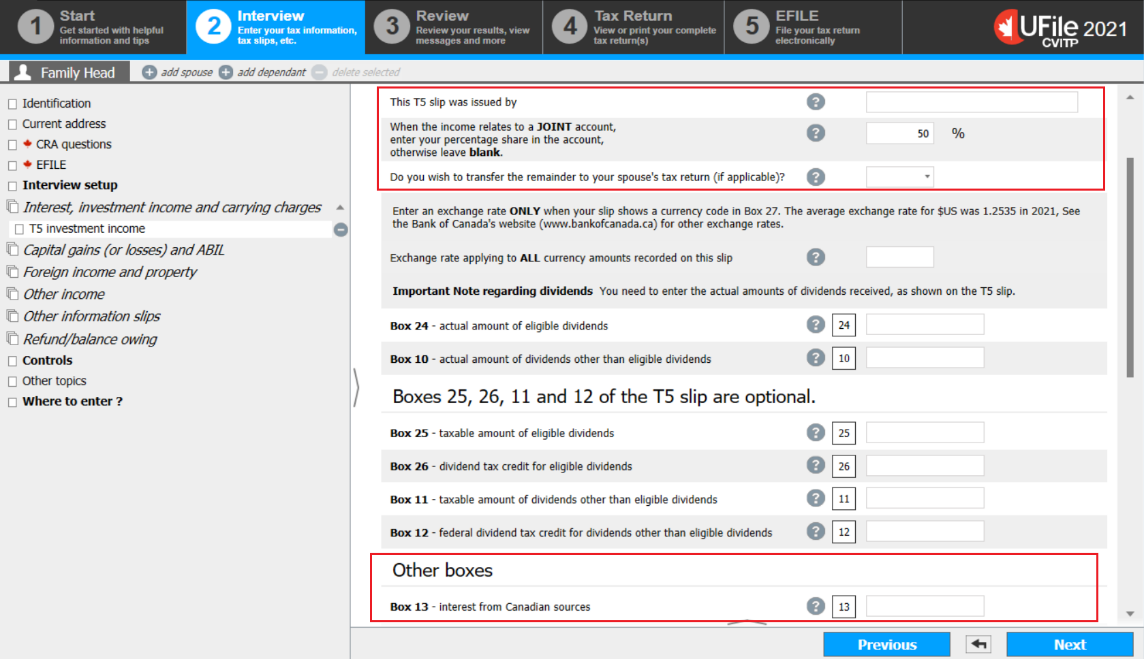 1 Start
Get started with helpful
information and tips
2 Interview
Enter your tax information,
tax slips, etc.
3 Review
Review your results, view
messages and more
4 Tax Return
View or print your complete
tax return(s)
5 EFILE
File your tax return
electronically
UFile 2021
CVITP
Family Head + add spouse + add dependant − delete selected
Identification
Current address
CRA questions
EFILE
Interview setup
Interest, investment income and carrying charges
T5 investment income
Capital gains (or losses) and ABIL
Foreign income and property
Other income
Other information slips
Refund/balance owing
Controls
Other topics
Where to enter ?
This T5 slip was issued by ?
When the income relates to a JOINT account,
enter your percentage share in the account,
otherwise leave blank.
? 50 %
Do you wish to transfer the remainder to your spouse's tax return (if applicable)? ?
Enter an exchange rate ONLY when your slip shows a currency code in Box 27. The average exchange rate for $US was 1.2535 in 2021, See
the Bank of Canada's website (www.bankofcanada.ca) for other exchange rates.
Exchange rate applying to ALL currency amounts recorded on this slip ?
Important Note regarding dividends You need to enter the actual amounts of dividends received, as shown on the T5 slip.
Box 24 - actual amount of eligible dividends ? 24
Box 10 - actual amount of dividends other than eligible dividends ? 10
Boxes 25, 26, 11 and 12 of the T5 slip are optional.
Box 25 - taxable amount of eligible dividends ? 25
Box 26 - dividend tax credit for eligible dividends ? 26
Box 11 - taxable amount of dividends other than eligible dividends ? 11
Box 12 - federal dividend tax credit for dividends other than eligible dividends ? 12
Other boxes
Box 13 - interest from Canadian sources ? 13
Previous
Next